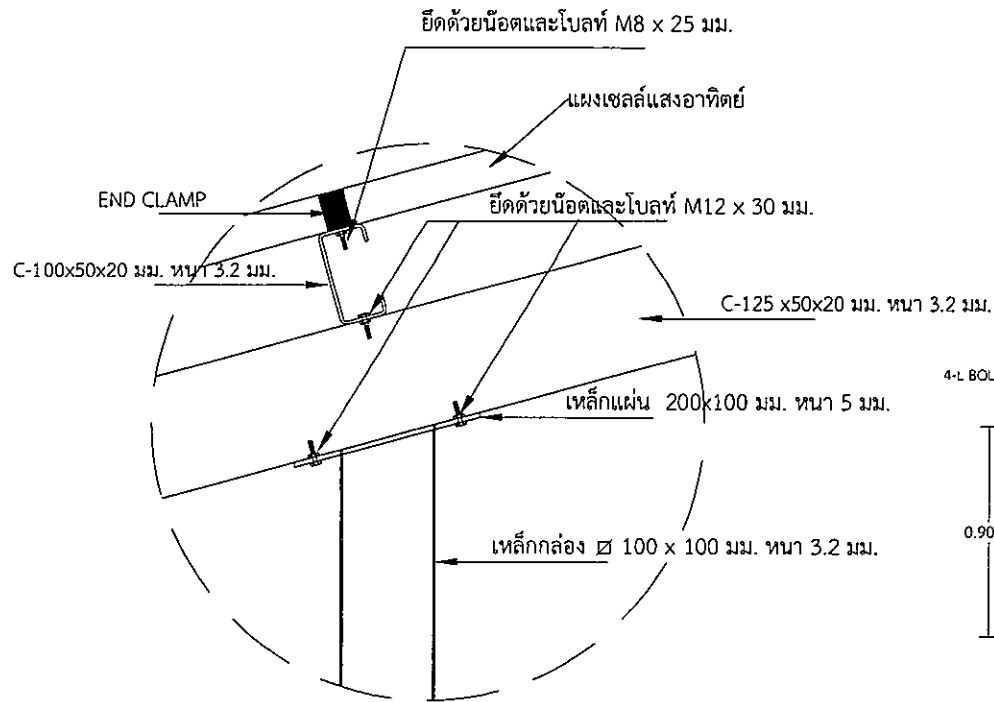 ยึดด้วยน๊อตและโบลท์ M8 x 25 มม.
แผงเซลล์แสงอาทิตย์
END CLAMP
ยึดด้วยน๊อตและโบลท์ M12 x 30 มม.
C-100x50x20 มม. หนา 3.2 มม.
C-125 x50x20 มม. หนา 3.2 มม.
4-L BOL
เหล็กแผ่น 200x100 มม. หนา 5 มม.
0.90
เหล็กกล่อง 100 x 100 มม. หนา 3.2 มม.